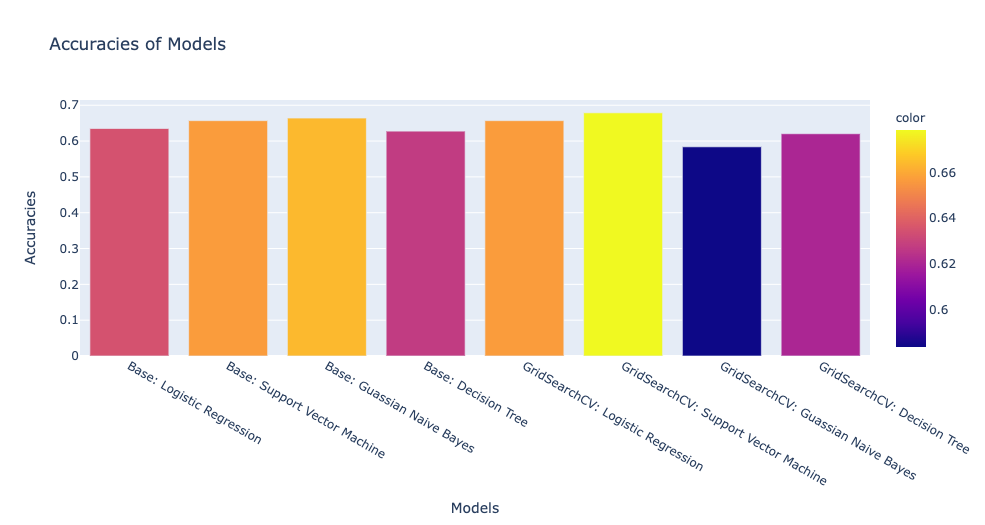 Accuracies of Models
Accuracies
0.7
0.6
0.5
0.4
0.3
0.2
0.1
0
Base: Logistic Regression
Base: Support Vector Machine
Base: Guassian Naive Bayes
Base: Decision Tree
GridSearchCV: Logistic Regression
GridSearchCV: Support Vector Machine
GridSearchCV: Guassian Naive Bayes
GridSearchCV: Decision Tree
Models
color
0.66
0.64
0.62
0.6